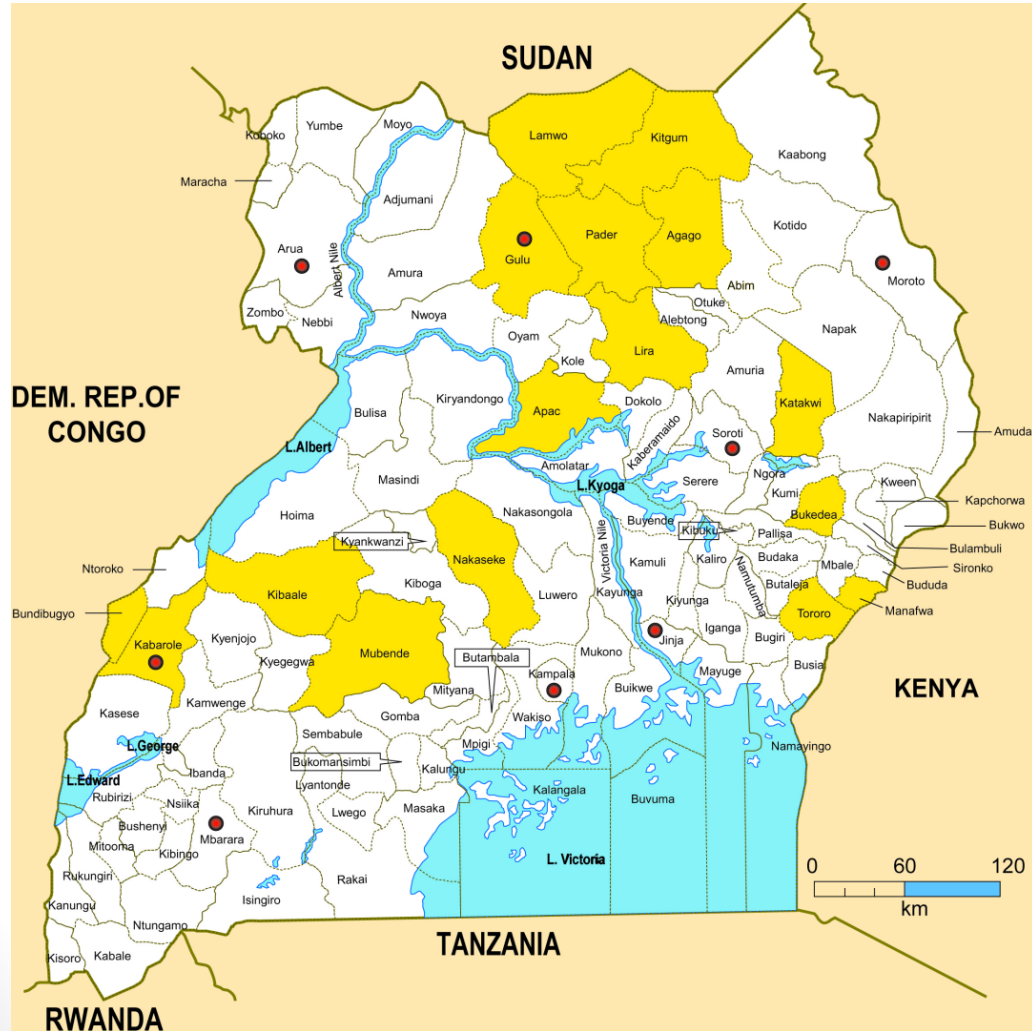 SUDAN
Koboko
Yumbe
Moyo
Lamwo
Kitgum
Kaabong
Maracha
Adjumani
Kotido
Arua
Albert Nile
Gulu
Pader
Agago
Moroto
Amura
Abim
Zombo
Nebbi
Nwoya
Otuke
Alebtong
Napak
Oyam
Kole
Lira
Amuria
DEM. REP.OF
CONGO
Bulisa
Kiryandongo
Apac
Dokolo
Katakwi
Nakapiripirit
Amuda
L.Albert
Kaberamaido
Soroti
Masindi
Amolatar
L.Kyoga
Serere
Ngora
Kumi
Kween
Kapchorwa
Hoima
Nakasongola
Bukedea
Bukwo
Kyankwanzi
Nakaseke
Victoria Nile
Buyende
Kibuku
Pallisa
Bulambuli
Ntoroko
Kiboga
Kamuli
Kaliro
Budaka
Mbale
Sironko
Bududa
Bundibugyo
Kibaale
Luwero
Kayunga
Kiyunga
Namutumba
Butaleja
Manafwa
Kabarole
Kyenjojo
Kyegegwa
Mubende
Butambala
Mukono
Jinja
Iganga
Bugiri
Tororo
Kasese
Kamwenge
Mityana
Kampala
Buikwe
Mayuge
Busia
KENYA
Gomba
Wakiso
Sembabule
Mpigi
Namayingo
L.George
Bukomansimbi
Kalungu
L.Edward
Ibanda
Rubirizi
Nsiika
Kiruhura
Lyantonde
Lwego
Masaka
Kalangala
Buvuma
Bushenyi
Mitooma
Kibingo
Mbarara
L. Victoria
Rukungiri
Kanungu
Isingiro
Rakai
0 60 120
km
Ntungamo
Kisoro
Kabale
TANZANIA
RWANDA